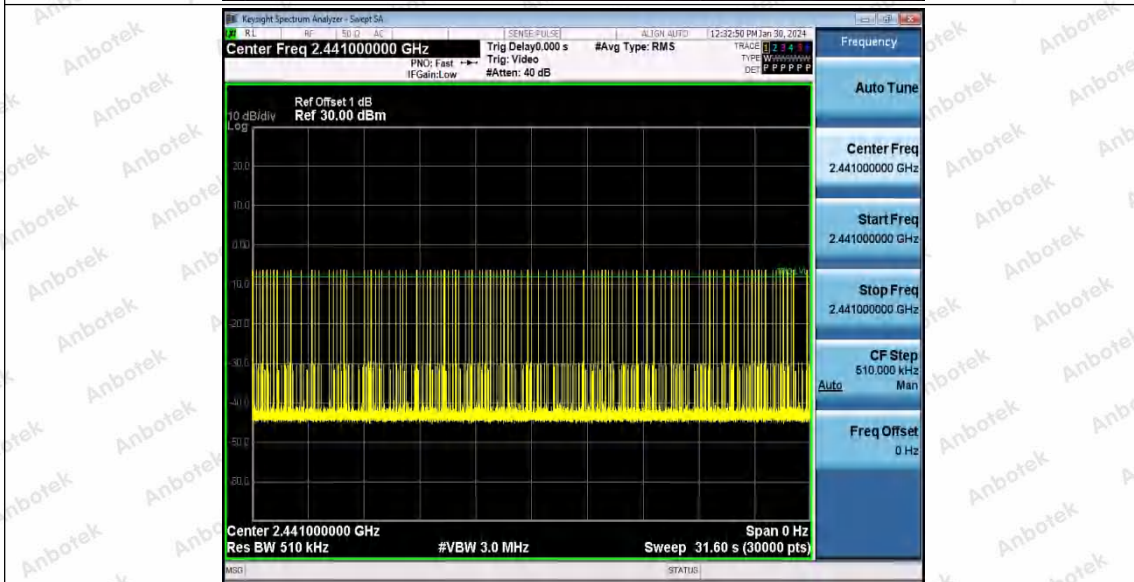 Keysight Spectrum Analyzer - Swept SA
RL RF 50 Ω AC SENSE:PULSE ALIGN AUTO 12:32:50 PM Jan 30, 2024
Center Freq 2.441000000 GHz
Trig Delay0.000 s #Avg Type: RMS TRACE 1 2 3 4 5 6
PNO: Fast Trig: Video TYPE
IFGain:Low #Atten: 40 dB DET P P P P P P
Ref Offset 1 dB
10 dB/div Ref 30.00 dBm
Log
20.0
10.0
0.00
-10.0
-20.0
-30.0
-40.0
-50.0
-60.0
Center 2.441000000 GHz Span 0 Hz
Res BW 510 kHz #VBW 3.0 MHz Sweep 31.60 s (30000 pts)
MSG STATUS
Frequency
Auto Tune
Center Freq
2.441000000 GHz
Start Freq
2.441000000 GHz
Stop Freq
2.441000000 GHz
CF Step
510.000 kHz
Auto Man
Freq Offset
0 Hz
Anbotek